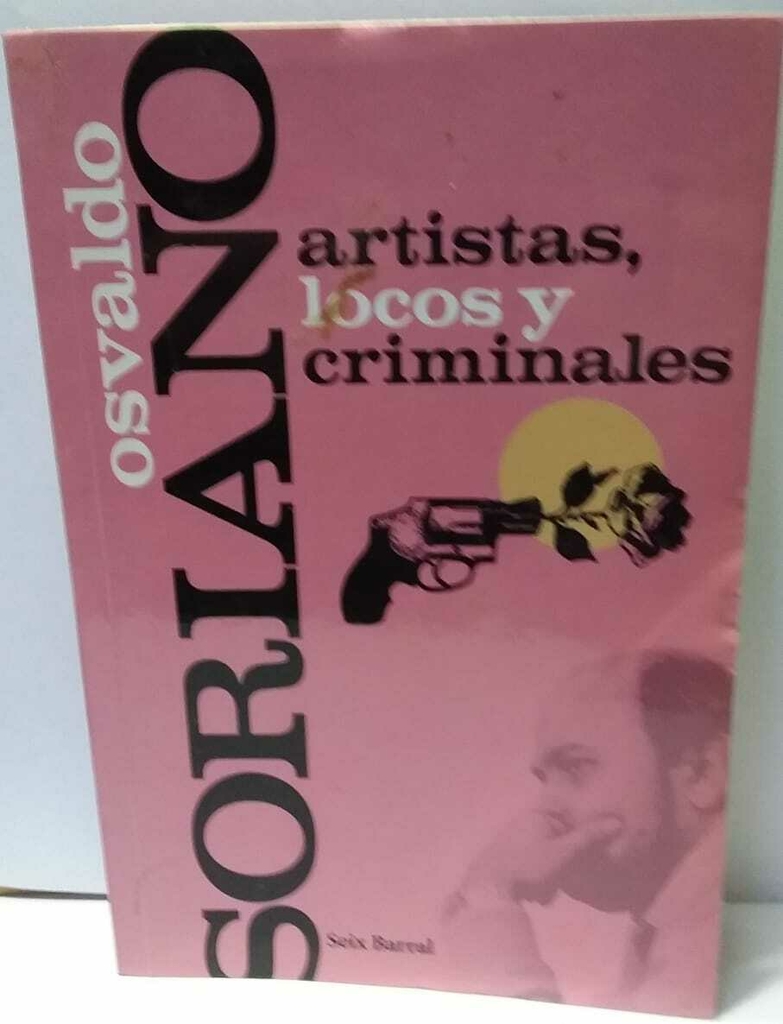 osvaldo
SORIANO
artistas,
locos y
criminales
Seix Barral